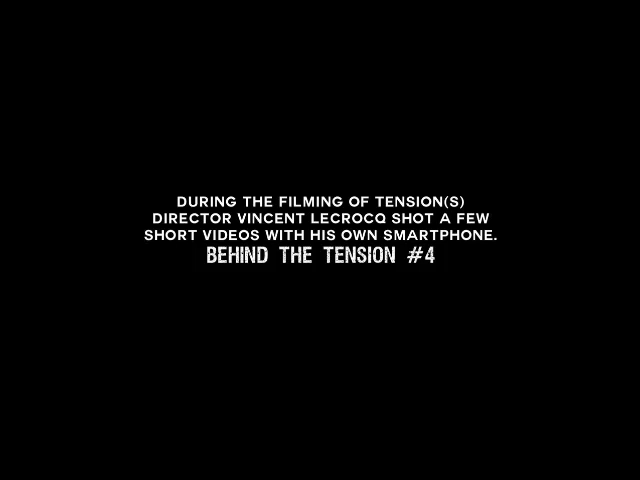 DURING THE FILMING OF TENSION(S)
DIRECTOR VINCENT LECROCQ SHOT A FEW
SHORT VIDEOS WITH HIS OWN SMARTPHONE.
BEHIND THE TENSION #4